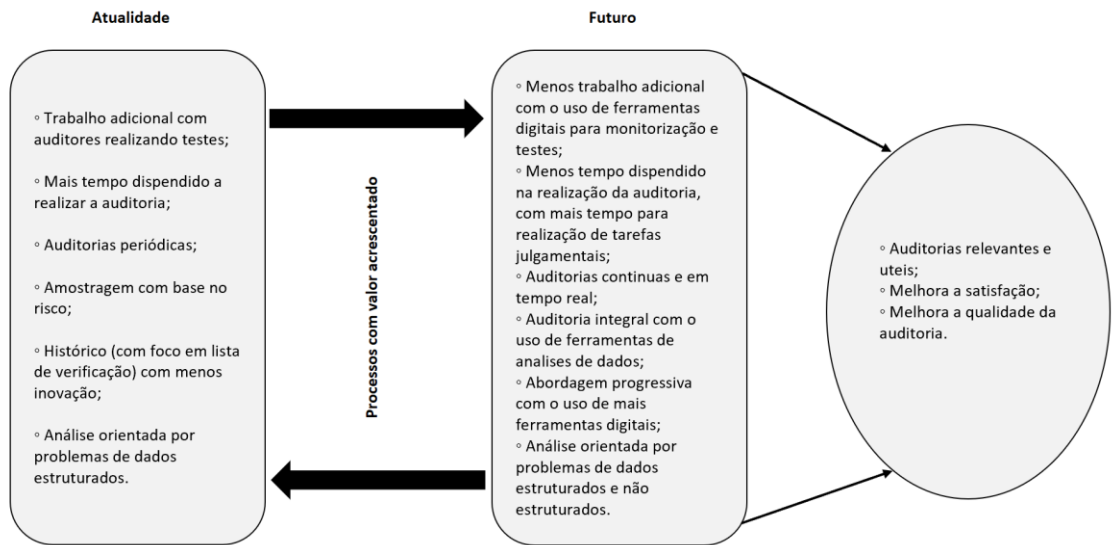 Atualidade
◦ Trabalho adicional com
auditores realizando testes;
◦ Mais tempo dispendido a
realizar a auditoria;
◦ Auditorias periódicas;
◦ Amostragem com base no
risco;
◦ Histórico (com foco em lista
de verificação) com menos
inovação;
◦ Análise orientada por
problemas de dados
estruturados.
Processos com valor acrescentado
Futuro
◦ Menos trabalho adicional
com o uso de ferramentas
digitais para monitorização e
testes;
◦ Menos tempo dispendido
na realização da auditoria,
com mais tempo para
realização de tarefas
julgamentais;
◦ Auditorias continuas e em
tempo real;
◦ Auditoria integral com o
uso de ferramentas de
analises de dados;
◦ Abordagem progressiva
com o uso de mais
ferramentas digitais;
◦ Análise orientada por
problemas de dados
estruturados e não
estruturados.
◦ Auditorias relevantes e
uteis;
◦ Melhora a satisfação;
◦ Melhora a qualidade da
auditoria.